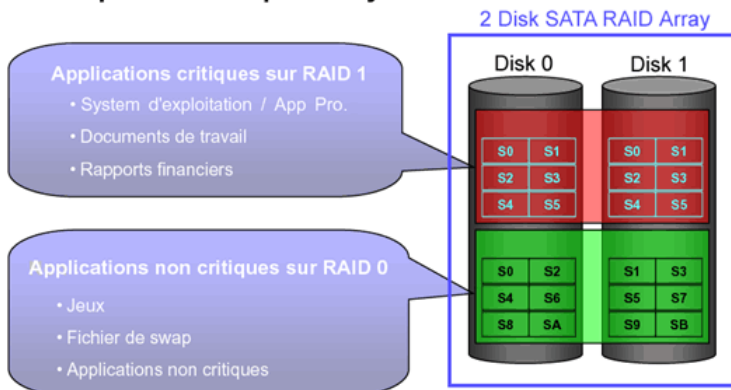 2 Disk SATA RAID Array
Applications critiques sur RAID 1
• System d'exploitation / App Pro.
• Documents de travail
• Rapports financiers
Applications non critiques sur RAID 0
• Jeux
• Fichier de swap
• Applications non critiques
Disk 0
Disk 1
S0 S1
S2 S3
S4 S5
S0 S1
S2 S3
S4 S5
S0 S2
S4 S6
S8 SA
S1 S3
S5 S7
S9 SB